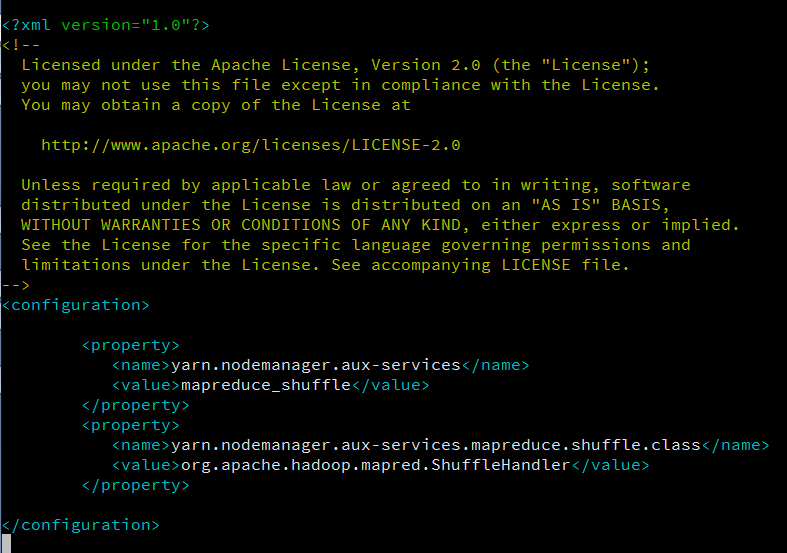 <?xml version="1.0"?>
<!--
  Licensed under the Apache License, Version 2.0 (the "License");
  you may not use this file except in compliance with the License.
  You may obtain a copy of the License at

    http://www.apache.org/licenses/LICENSE-2.0

  Unless required by applicable law or agreed to in writing, software
  distributed under the License is distributed on an "AS IS" BASIS,
  WITHOUT WARRANTIES OR CONDITIONS OF ANY KIND, either express or implied.
  See the License for the specific language governing permissions and
  limitations under the License. See accompanying LICENSE file.
-->
<configuration>

        <property>
           <name>yarn.nodemanager.aux-services</name>
           <value>mapreduce_shuffle</value>
        </property>
        <property>
           <name>yarn.nodemanager.aux-services.mapreduce.shuffle.class</name>
           <value>org.apache.hadoop.mapred.ShuffleHandler</value>
        </property>

</configuration>